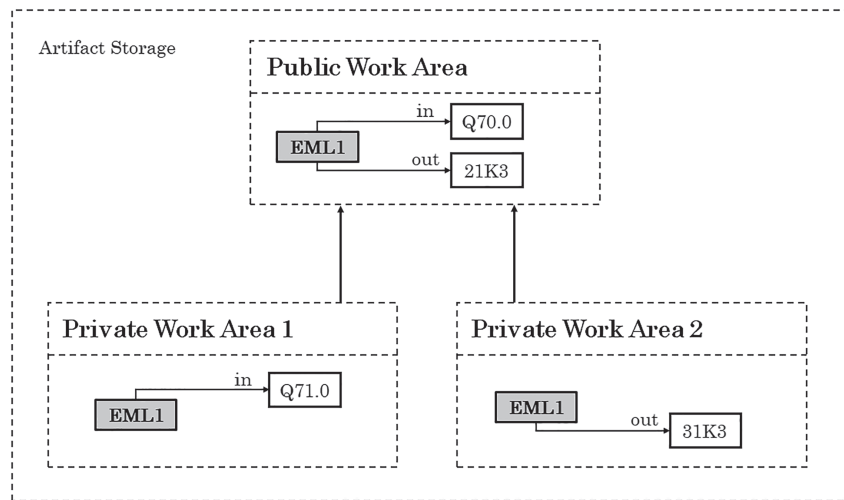 Artifact Storage
Public Work Area
in
Q70.0
EML1
out
21K3
Private Work Area 1
in
Q71.0
EML1
Private Work Area 2
EML1
out
31K3